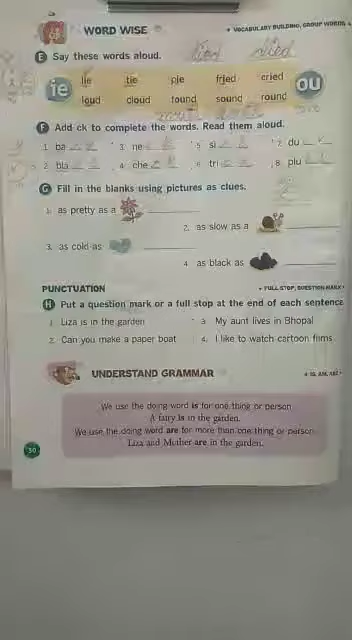 WORD WISE
• VOCABULARY BUILDING, GROUP WORDS •
E Say these words aloud.
died
ie
lie tie pie fried cried
ou
loud cloud found sound round
F Add ck to complete the words. Read them aloud.
1. ba 3. ne 5. si 7. du
2. bla 4. che 6. tri 8. plu
G Fill in the blanks using pictures as clues.
1. as pretty as a
2. as slow as a
3. as cold as
4. as black as
PUNCTUATION
• FULL STOP, QUESTION MARK •
H Put a question mark or a full stop at the end of each sentence
1. Liza is in the garden
3. My aunt lives in Bhopal
2. Can you make a paper boat
4. I like to watch cartoon films
UNDERSTAND GRAMMAR
• IS, AM, ARE •
We use the doing word is for one thing or person
A fairy is in the garden.
We use the doing word are for more than one thing or person
Liza and Mother are in the garden.
30